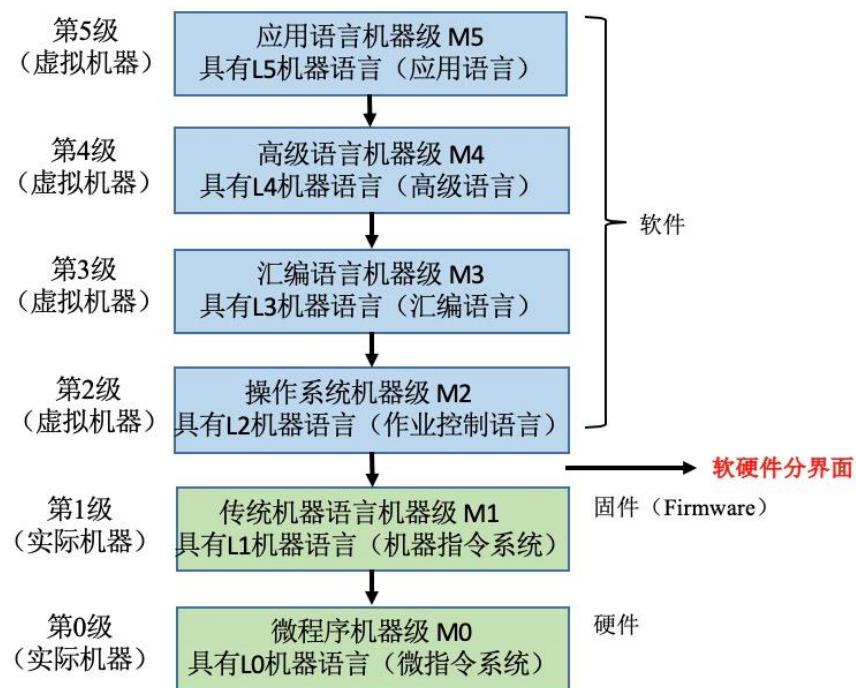 第5级
（虚拟机器）
应用语言机器级 M5
具有L5机器语言（应用语言）
第4级
（虚拟机器）
高级语言机器级 M4
具有L4机器语言（高级语言）
软件
第3级
（虚拟机器）
汇编语言机器级 M3
具有L3机器语言（汇编语言）
第2级
（虚拟机器）
操作系统机器级 M2
具有L2机器语言（作业控制语言）
软硬件分界面
第1级
（实际机器）
传统机器语言机器级 M1
具有L1机器语言（机器指令系统）
固件（Firmware）
第0级
（实际机器）
微程序机器级 M0
具有L0机器语言（微指令系统）
硬件